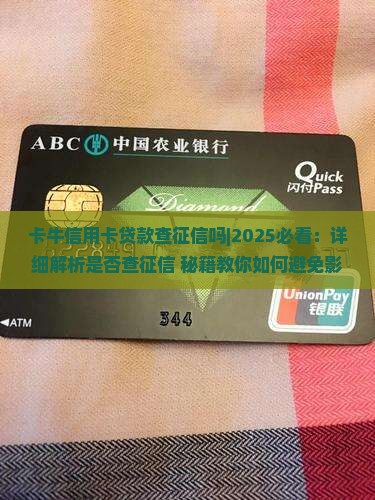 ABC 中国农业银行
Quick
闪付Pass
Diamond
卡牛信用卡贷款查征信吗|2025必看：详
细解析是否查征信 秘籍教你如何避免影
UnionPay
银联
◀ATM
344